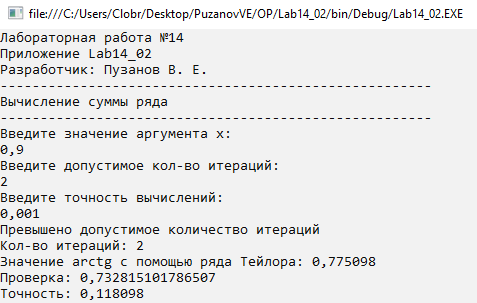 file:///C:/Users/Clobr/Desktop/PuzanovVE/OP/Lab14_02/bin/Debug/Lab14_02.EXE
Лабораторная работа №14
Приложение Lab14_02
Разработчик: Пузанов В. Е.
------------------------------------------------------
Вычисление суммы ряда
------------------------------------------------------
Введите значение аргумента x:
0,9
Введите допустимое кол-во итераций:
2
Введите точность вычислений:
0,001
Превышено допустимое количество итераций
Кол-во итераций: 2
Значение arctg с помощью ряда Тейлора: 0,775098
Проверка: 0,732815101786507
Точность: 0,118098